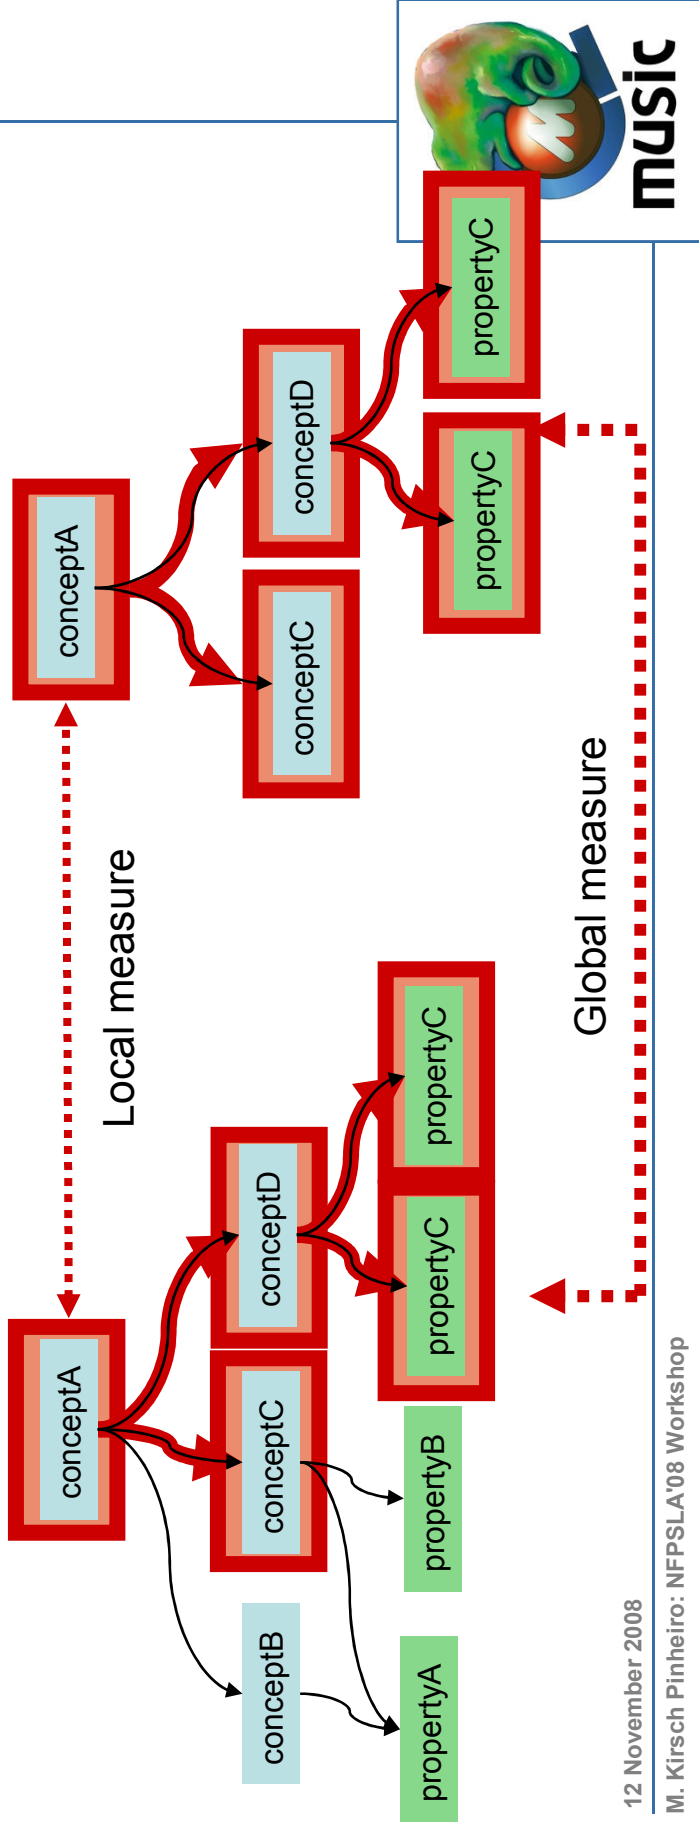 conceptA
conceptA
Local measure
conceptB
conceptC
conceptD
conceptC
conceptD
propertyA
propertyB
propertyC
propertyC
propertyC
propertyC
Global measure
12 November 2008
M. Kirsch Pinheiro: NFPSLA'08 Workshop
music